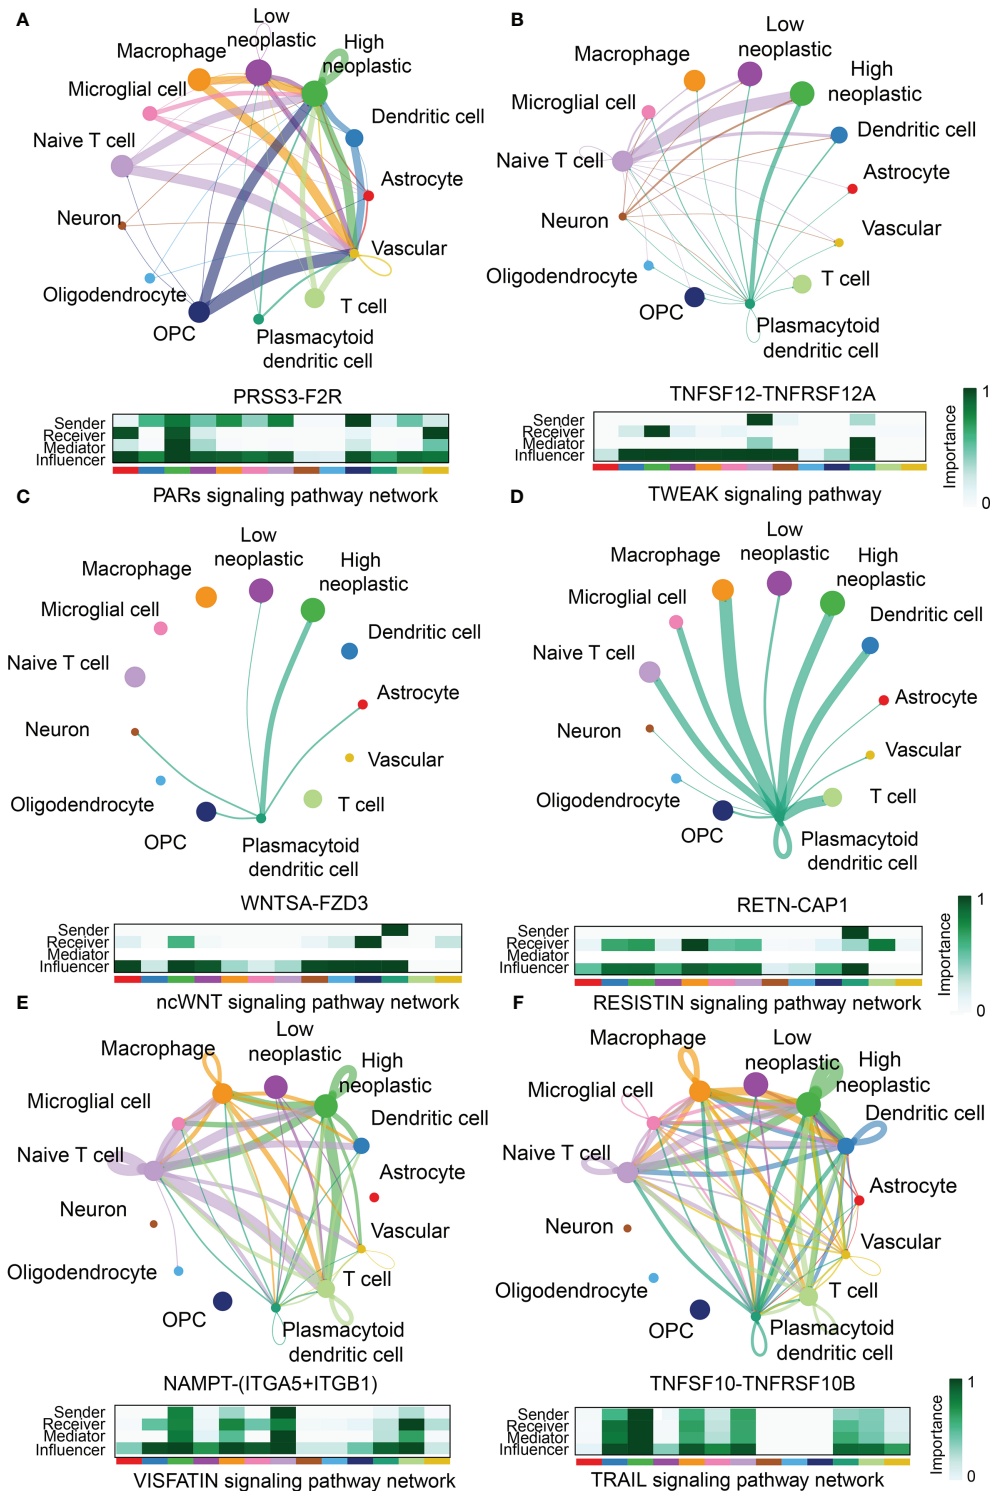 A
Low
neoplastic
Macrophage
High
neoplastic
Microglial cell
Dendritic cell
Naive T cell
Astrocyte
Neuron
Vascular
Oligodendrocyte
T cell
OPC
Plasmacytoid
dendritic cell
PRSS3-F2R
Sender
Receiver
Mediator
Influencer
PARs signaling pathway network
B
Low
neoplastic
Macrophage
High
neoplastic
Microglial cell
Dendritic cell
Naive T cell
Astrocyte
Neuron
Vascular
Oligodendrocyte
T cell
OPC
Plasmacytoid
dendritic cell
TNFSF12-TNFRSF12A
Sender
Receiver
Mediator
Influencer
TWEAK signaling pathway
Importance
1
0
C
Low
neoplastic
High
neoplastic
Macrophage
Microglial cell
Dendritic cell
Naive T cell
Astrocyte
Neuron
Vascular
Oligodendrocyte
T cell
OPC
Plasmacytoid
dendritic cell
WNTSA-FZD3
Sender
Receiver
Mediator
Influencer
ncWNT signaling pathway network
D
Low
neoplastic
Macrophage
High
neoplastic
Microglial cell
Dendritic cell
Naive T cell
Astrocyte
Neuron
Vascular
Oligodendrocyte
T cell
OPC
Plasmacytoid
dendritic cell
RETN-CAP1
Sender
Receiver
Mediator
Influencer
RESISTIN signaling pathway network
Importance
1
0
E
Low
neoplastic
Macrophage
High
neoplastic
Microglial cell
Dendritic cell
Naive T cell
Astrocyte
Neuron
Vascular
Oligodendrocyte
T cell
OPC
Plasmacytoid
dendritic cell
NAMPT-(ITGA5+ITGB1)
Sender
Receiver
Mediator
Influencer
VISFATIN signaling pathway network
F
Low
neoplastic
Macrophage
High
neoplastic
Microglial cell
Dendritic cell
Naive T cell
Astrocyte
Neuron
Vascular
Oligodendrocyte
T cell
OPC
Plasmacytoid
dendritic cell
TNFSF10-TNFRSF10B
Sender
Receiver
Mediator
Influencer
TRAIL signaling pathway network
Importance
1
0